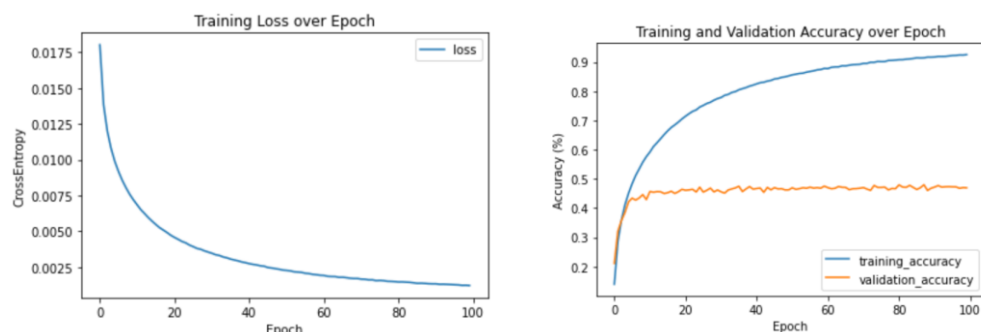 Training Loss over Epoch
loss
CrossEntropy
0.0175
0.0150
0.0125
0.0100
0.0075
0.0050
0.0025
0 20 40 60 80 100
Epoch
Training and Validation Accuracy over Epoch
Accuracy (%)
0.9
0.8
0.7
0.6
0.5
0.4
0.3
0.2
training_accuracy
validation_accuracy
0 20 40 60 80 100
Epoch